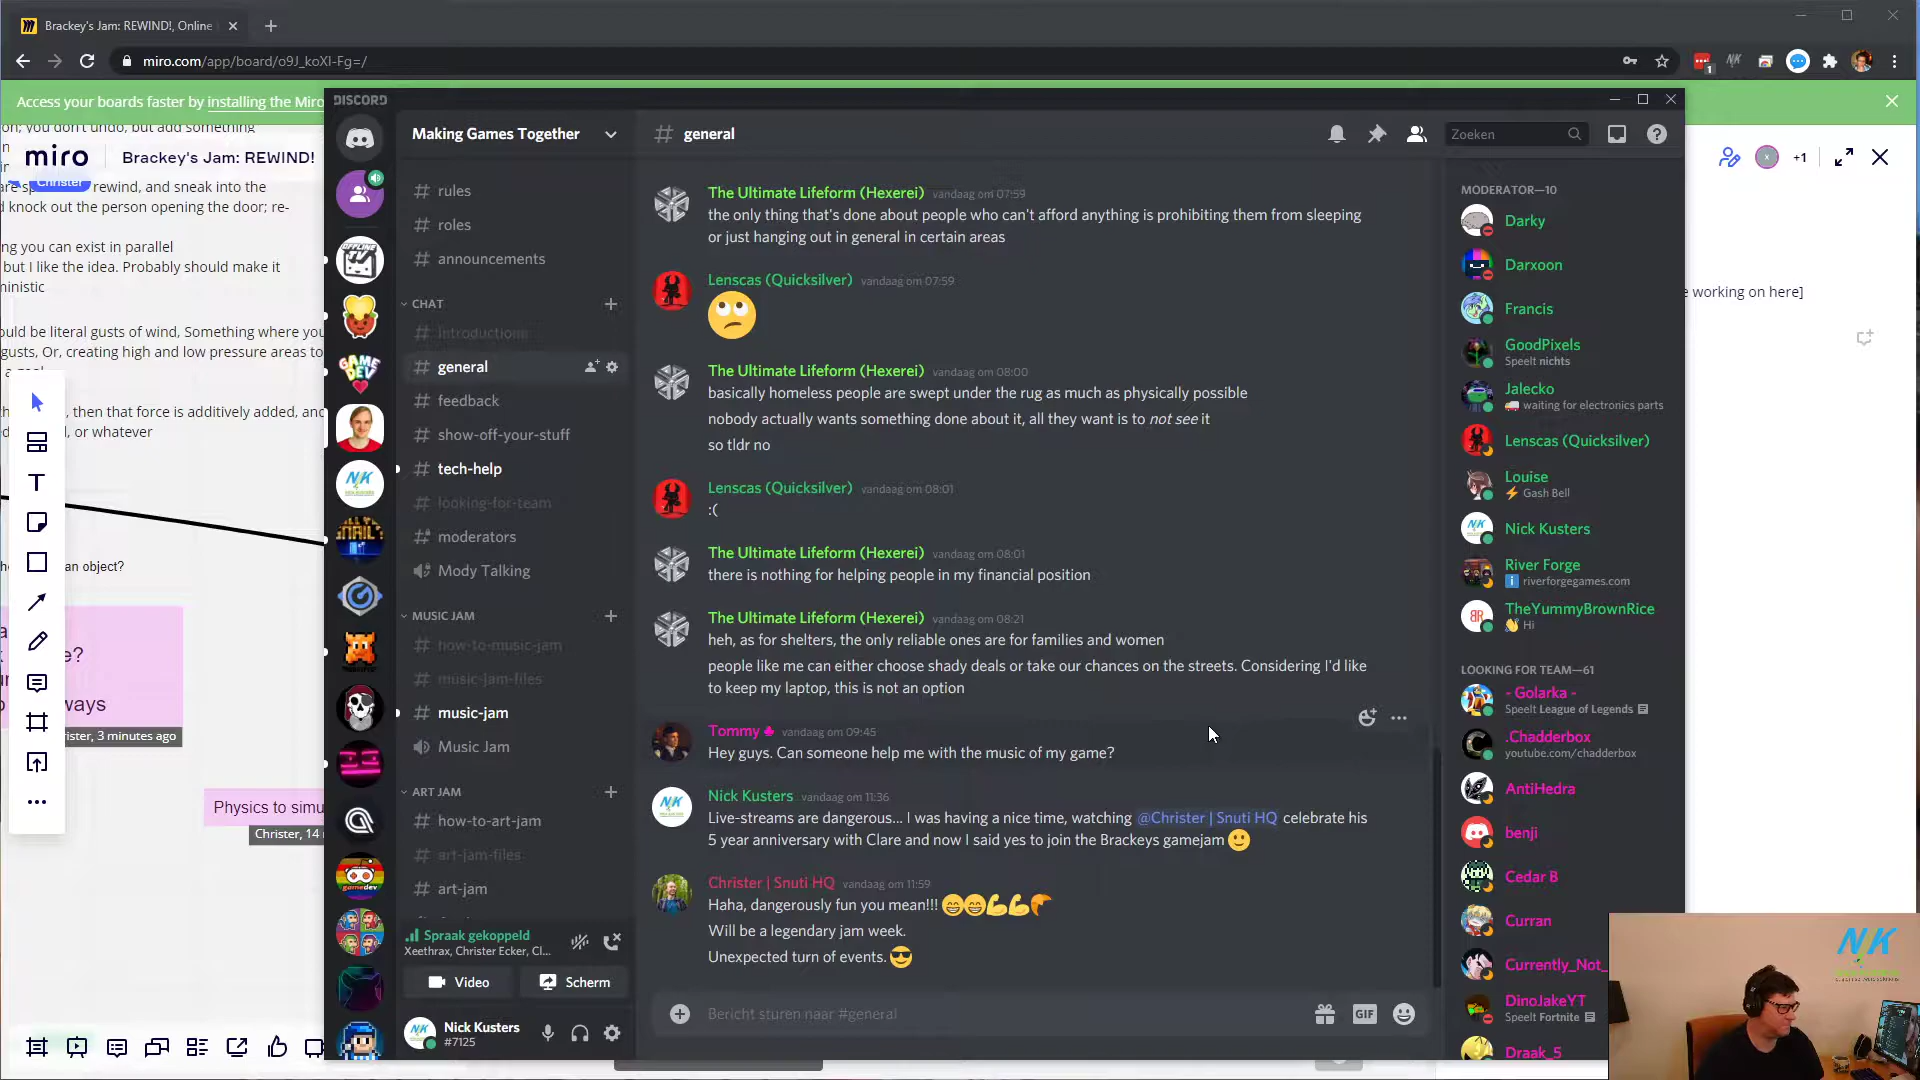 Brackey's Jam: REWIND!, Online
miro.com/app/board/o9J_koXI-Fg=/
Access your boards faster by installing the Miro
on; you don't undo, but add something
miro
Brackey's Jam: REWIND!
Christer
rewind, and sneak into the
d knock out the person opening the door; re-
ng you can exist in parallel
but I like the idea. Probably should make it
ministic
ould be literal gusts of wind, Something where you
gusts, Or, creating high and low pressure areas to
, then that force is additively added, and
l, or whatever
an object?
e?
ways
rister, 3 minutes ago
Physics to simu
Christer, 14
+1
e working on here]
DISCORD
Making Games Together
rules
roles
announcements
CHAT
introductions
general
feedback
show-off-your-stuff
tech-help
looking-for-team
moderators
Mody Talking
MUSIC JAM
how-to-music-jam
music-jam-files
music-jam
Music Jam
ART JAM
how-to-art-jam
art-jam-files
art-jam
Spraak gekoppeld
Xeethrax, Christer Ecker, Cl...
Video
Scherm
Nick Kusters
#7125
# general
Zoeken
The Ultimate Lifeform (Hexerei) vandaag om 07:59
the only thing that's done about people who can't afford anything is prohibiting them from sleeping
or just hanging out in general in certain areas
Lenscas (Quicksilver) vandaag om 07:59
The Ultimate Lifeform (Hexerei) vandaag om 08:00
basically homeless people are swept under the rug as much as physically possible
nobody actually wants something done about it, all they want is to not see it
so tldr no
Lenscas (Quicksilver) vandaag om 08:01
:(
The Ultimate Lifeform (Hexerei) vandaag om 08:01
there is nothing for helping people in my financial position
The Ultimate Lifeform (Hexerei) vandaag om 08:21
heh, as for shelters, the only reliable ones are for families and women
people like me can either choose shady deals or take our chances on the streets. Considering I'd like
to keep my laptop, this is not an option
Tommy vandaag om 09:45
Hey guys. Can someone help me with the music of my game?
Nick Kusters vandaag om 11:36
Live-streams are dangerous... I was having a nice time, watching @Christer | Snuti HQ celebrate his
5 year anniversary with Clare and now I said yes to join the Brackeys gamejam 🙂
Christer | Snuti HQ vandaag om 11:59
Haha, dangerously fun you mean!!!
Will be a legendary jam week.
Unexpected turn of events. 😎
Bericht sturen naar #general
GIF
MODERATOR—10
Darky
Darxoon
Francis
GoodPixels
Speelt nichts
Jalecko
waiting for electronics parts
Lenscas (Quicksilver)
Louise
Gash Bell
Nick Kusters
River Forge
riverforgegames.com
TheYummyBrownRice
Hi
LOOKING FOR TEAM—61
- Golarka -
Speelt League of Legends
.Chadderbox
youtube.com/chadderbox
AntiHedra
benji
Cedar B
Curran
Currently_Not_
DinoJakeYT
Speelt Fortnite
Draak_5
NK